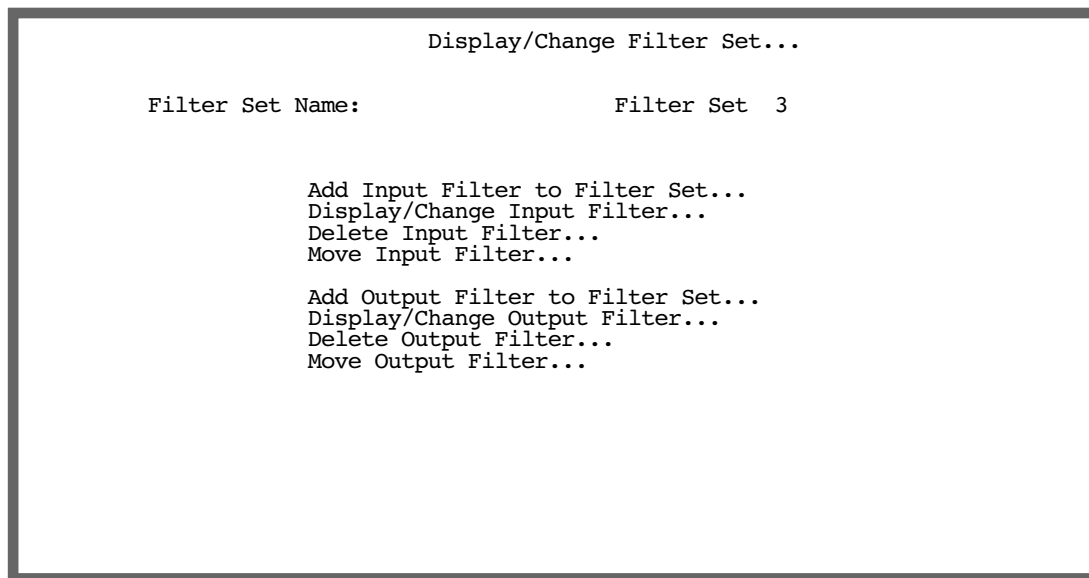 Display/Change Filter Set...
Filter Set Name: Filter Set 3
Add Input Filter to Filter Set...
Display/Change Input Filter...
Delete Input Filter...
Move Input Filter...
Add Output Filter to Filter Set...
Display/Change Output Filter...
Delete Output Filter...
Move Output Filter...